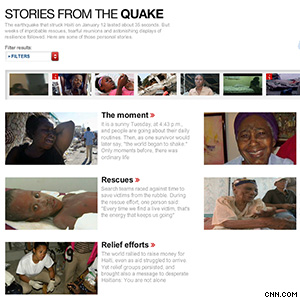 STORIES FROM THE QUAKE
The earthquake that struck Haiti on January 12 lasted about 30 seconds. But
weeks of improbable rescues, tearful reunions and astonishing displays of
resilience followed. Here are some of those personal stories.
Filter results:
+ FILTERS
The moment »
It is a sunny Tuesday, at 4:43 p.m.,
and people are going about their daily
routines. Then, as one survivor would
later say, "the world began to shake."
Only moments before, there was
ordinary life.
Rescues »
Search teams raced against time to
save victims from the rubble. During
the rescue effort, one person said:
"Every time we find a live victim, that's
the energy that keeps us going"
Relief efforts »
The world rallied to raise money for
Haiti, even as aid struggled to arrive.
Yet relief groups persisted, and
brought also a message to desperate
Haitians: You are not alone.
CNN.COM